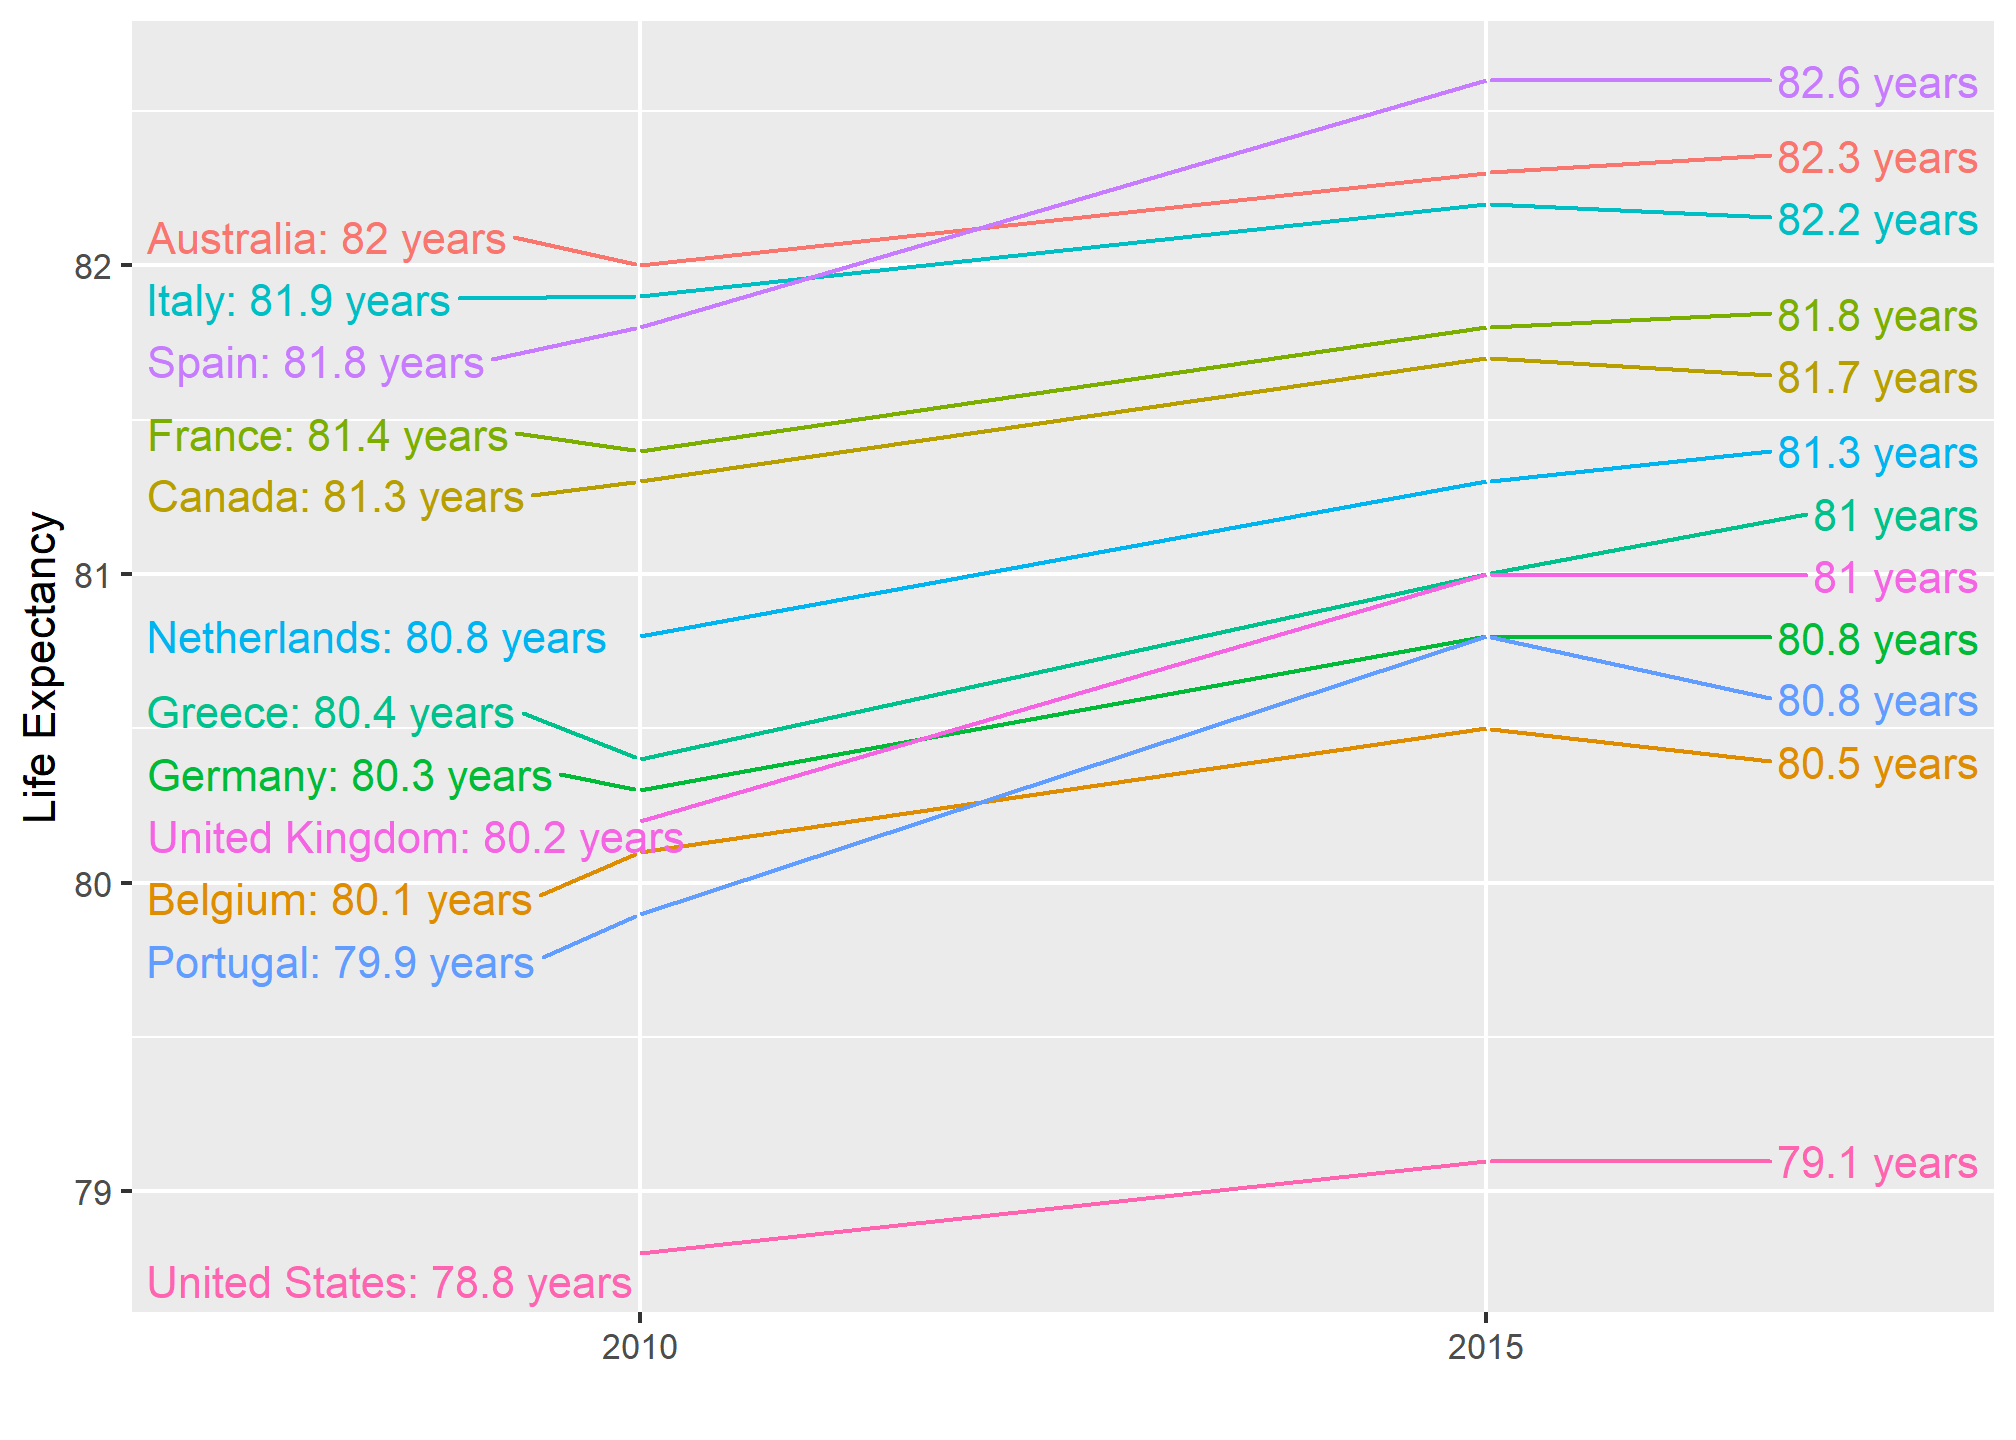 82.6 years
82.3 years
82.2 years
Australia: 82 years
82
Italy: 81.9 years
81.8 years
Spain: 81.8 years
81.7 years
France: 81.4 years
81.3 years
Canada: 81.3 years
81 years
81
81 years
Life Expectancy
Netherlands: 80.8 years
80.8 years
80.8 years
Greece: 80.4 years
80.5 years
Germany: 80.3 years
United Kingdom: 80.2 years
80
Belgium: 80.1 years
Portugal: 79.9 years
79.1 years
79
United States: 78.8 years
2010
2015